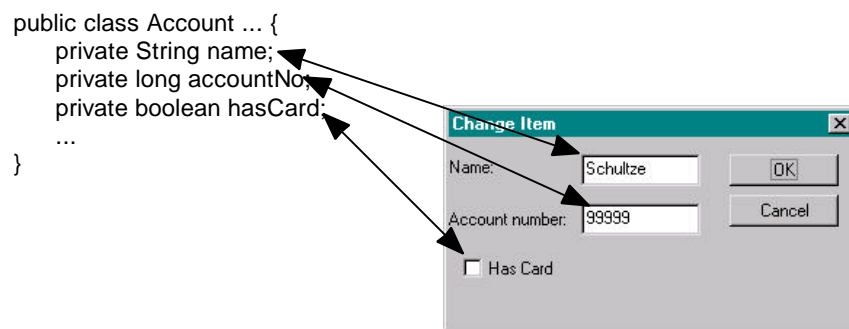 public class Account ... {
private String name;
private long accountNo;
private boolean hasCard;
...
}
Change Item
Name: Schultze OK
Account number: 99999 Cancel
Has Card